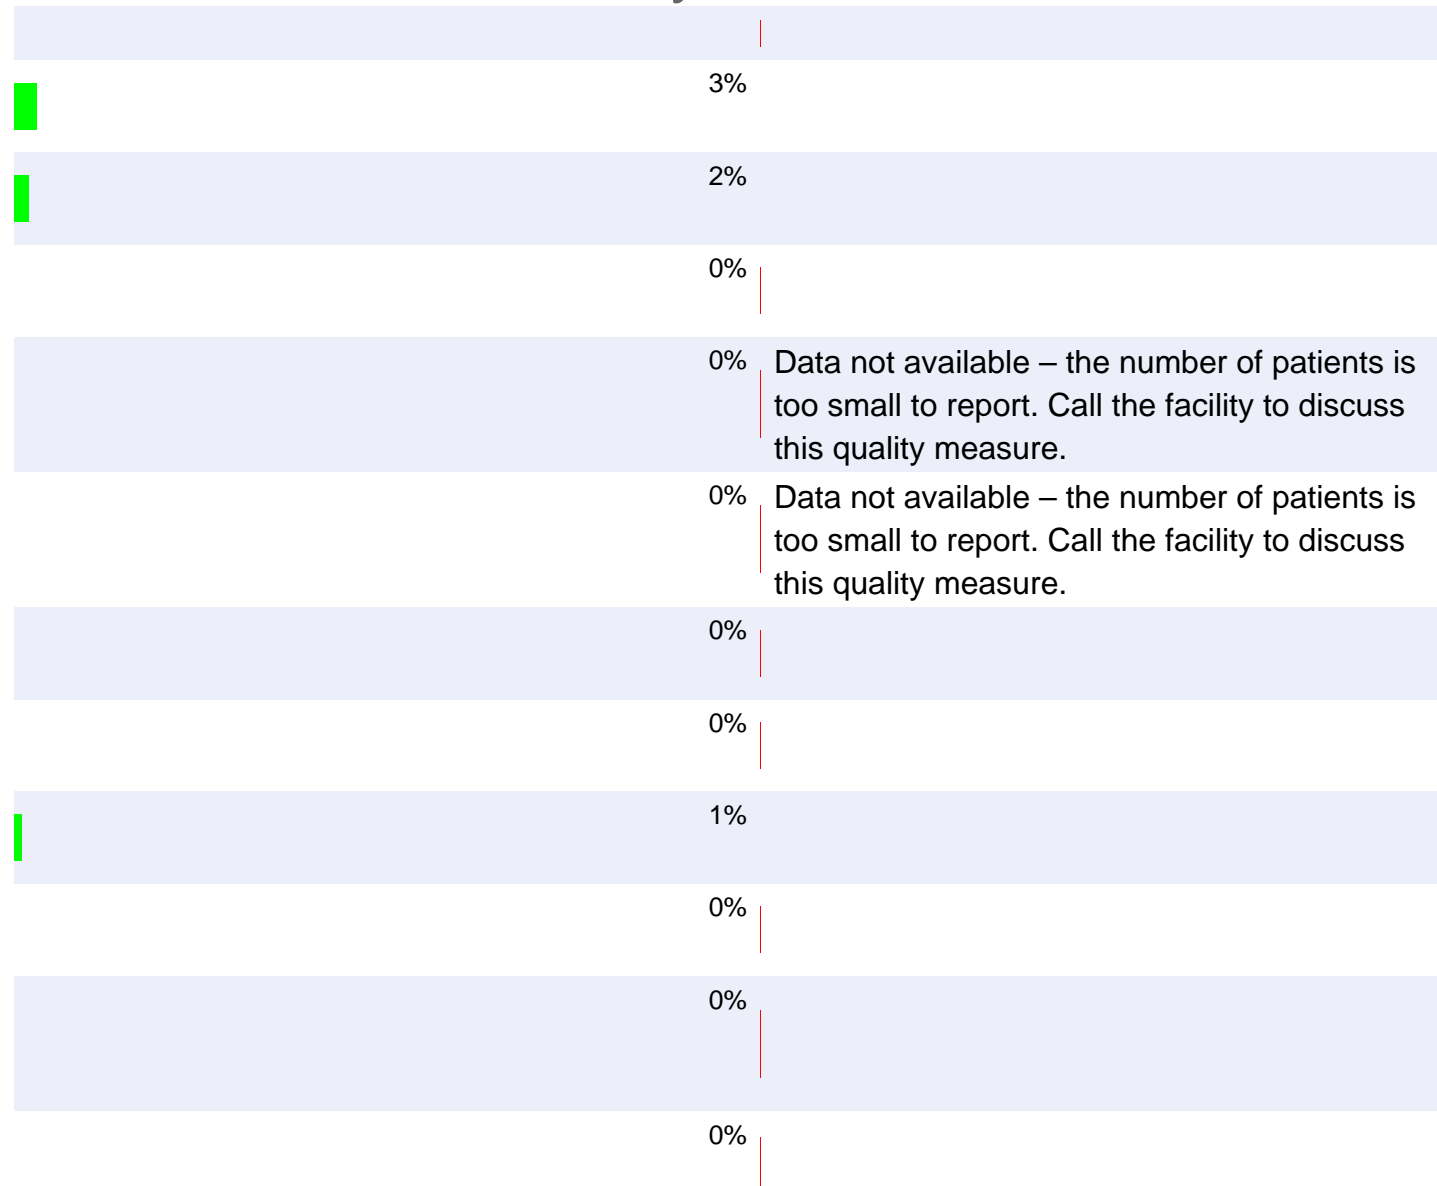 3%
2%
0%
0% Data not available – the number of patients is
too small to report. Call the facility to discuss
this quality measure.
0% Data not available – the number of patients is
too small to report. Call the facility to discuss
this quality measure.
0%
0%
1%
0%
0%
0%